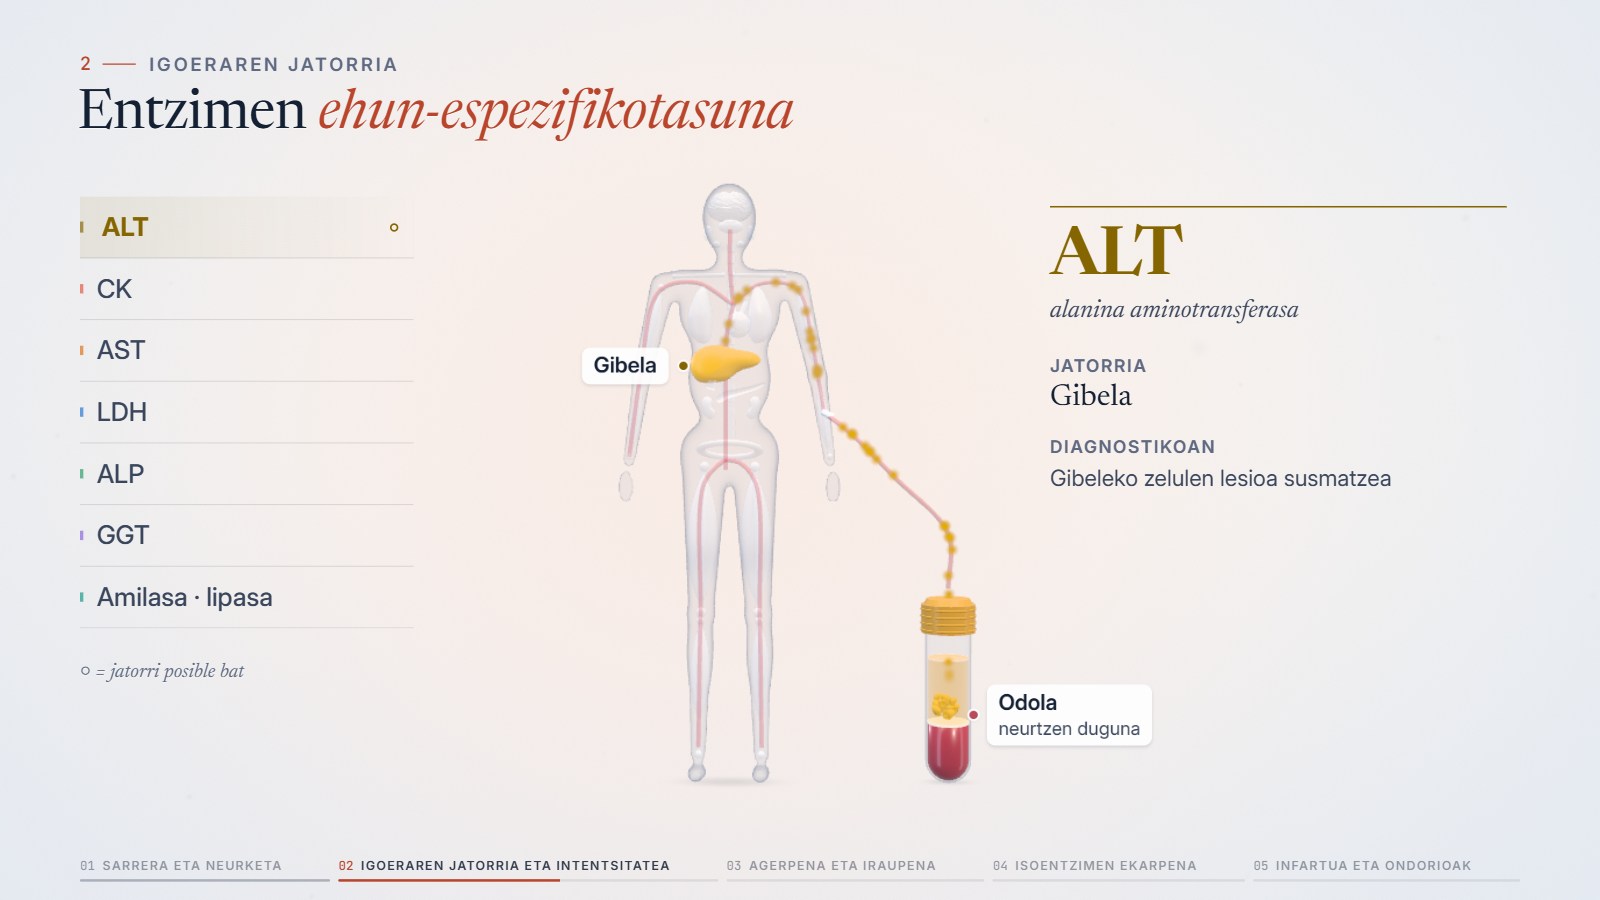 2 — IGOERAREN JATORRIA
Entzimen ehun-espezifikotasuna
ALT
CK
AST
LDH
ALP
GGT
Amilasa · lipasa
○ = jatorri posible bat
Gibela
Odola
neurtzen duguna
ALT
alanina aminotransferasa
JATORRIA
Gibela
DIAGNOSTIKOAN
Gibeleko zelulen lesioa susmatzea
01 SARRERA ETA NEURKETA
02 IGOERAREN JATORRIA ETA INTENTSITATEA
03 AGERPENA ETA IRAUPENA
04 ISOENTZIMEN EKARPENA
05 INFARTUA ETA ONDORIOAK